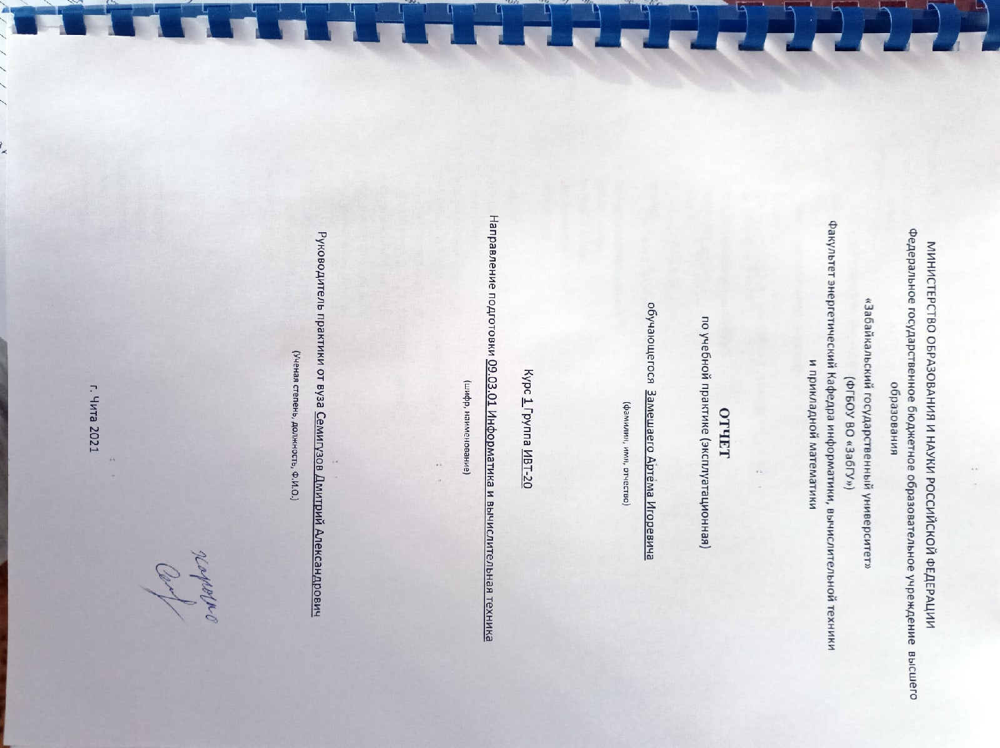 МИНИСТЕРСТВО ОБРАЗОВАНИЯ И НАУКИ РОССИЙСКОЙ ФЕДЕРАЦИИ
Федеральное государственное бюджетное образовательное учреждение высшего
образования
«Забайкальский государственный университет»
(ФГБОУ ВО «ЗабГУ»)
Факультет энергетический Кафедра информатики, вычислительной техники
и прикладной математики
ОТЧЕТ
по учебной практике (эксплуатационная)
обучающегося Замешаего Артёма Игоревича
(фамилия, имя, отчество)
Курс 1 Группа ИВТ-20
Направление подготовки 09.03.01 Информатика и вычислительная техника
(шифр, наименование)
Руководитель практики от вуза Семигузов Дмитрий Александрович
(Ученая степень, должность, Ф.И.О.)
хорошо
г. Чита 2021